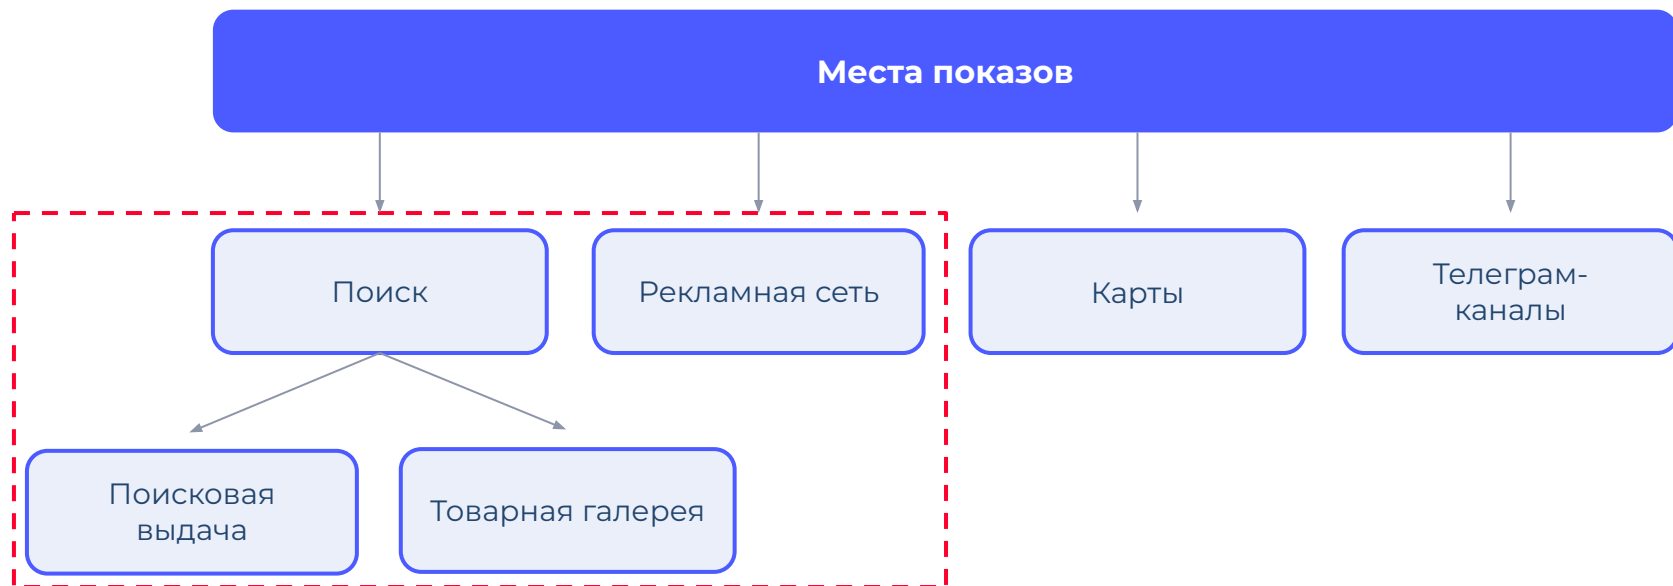 Места показов
Поиск
Рекламная сеть
Карты
Телеграм-
каналы
Поисковая
выдача
Товарная галерея